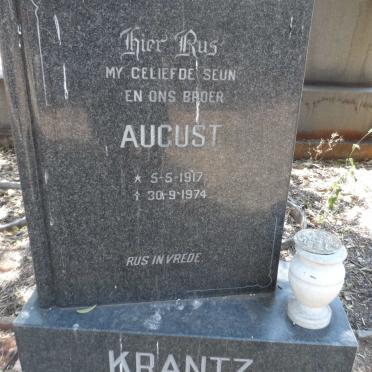 Hier Rus
MY GELIEFDE SEUN
EN ONS BROER
AUGUST
* 5-5-1917
† 30-9-1974
RUS IN VREDE
KRANTZ